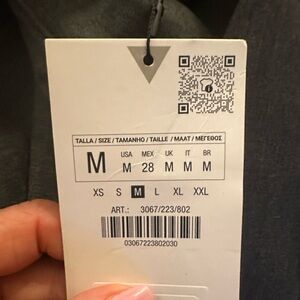 TALLA / SIZE / TAMANHO / TAILLE / MAAT / ΜΕΓΕΘΟΣ
M USA MEX UK IT BR
M 28 M M M
XS S M L XL XXL
ART.: 3067/223/802
03067223802030